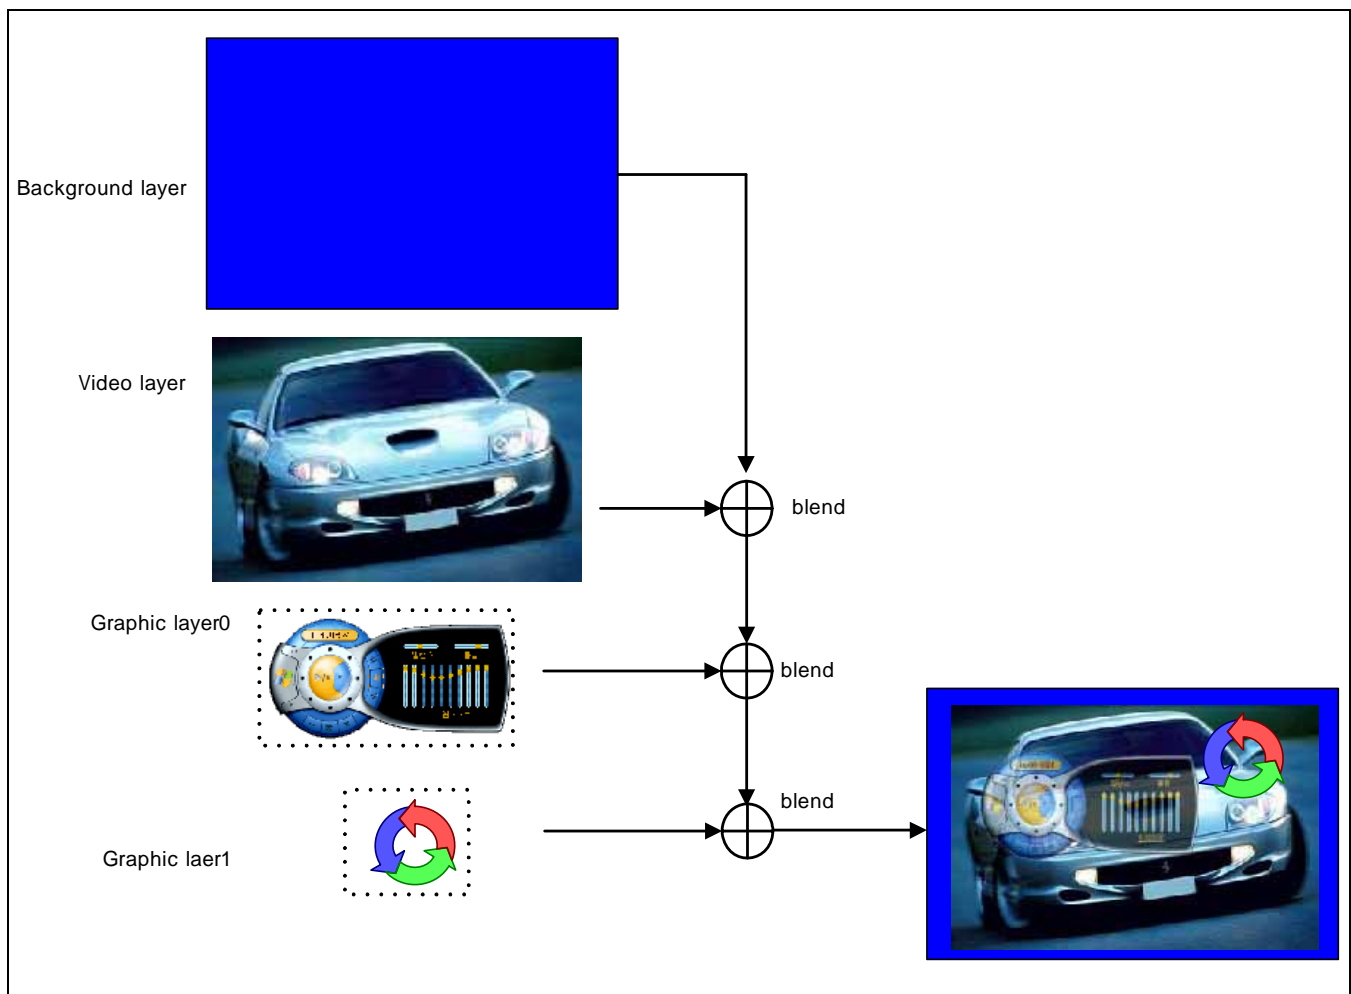 Background layer
Video layer
blend
Graphic layer0
blend
blend
Graphic laer1